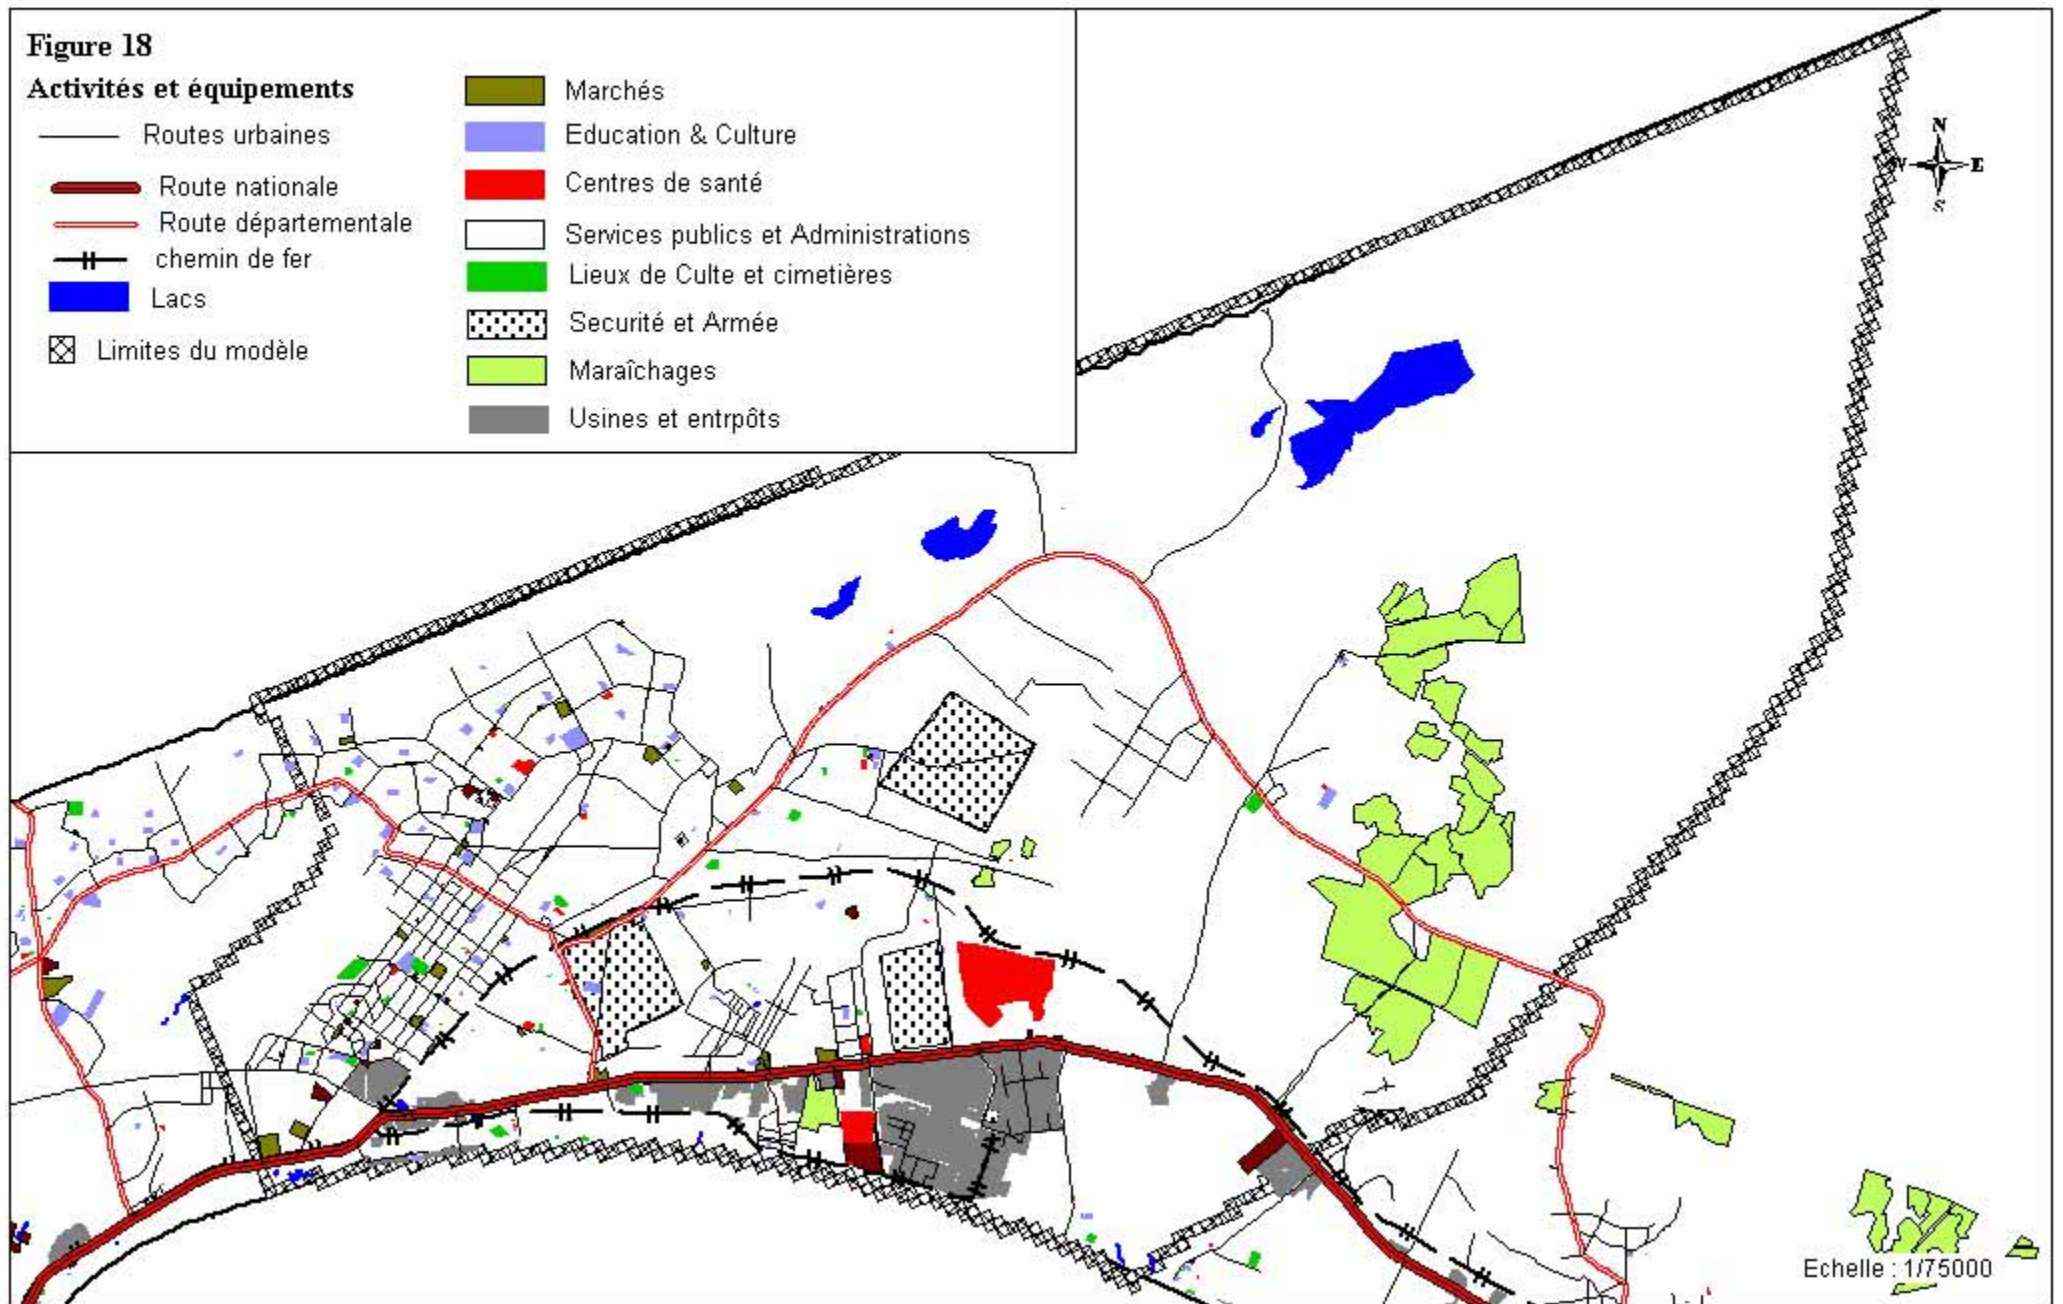 Figure 18
Activités et équipements
Routes urbaines
Route nationale
Route départementale
chemin de fer
Lacs
Limites du modèle
Marchés
Education & Culture
Centres de santé
Services publics et Administrations
Lieux de Culte et cimetières
Securité et Armée
Maraîchages
Usines et entrpôts
N
W E
S
Echelle : 1/75000